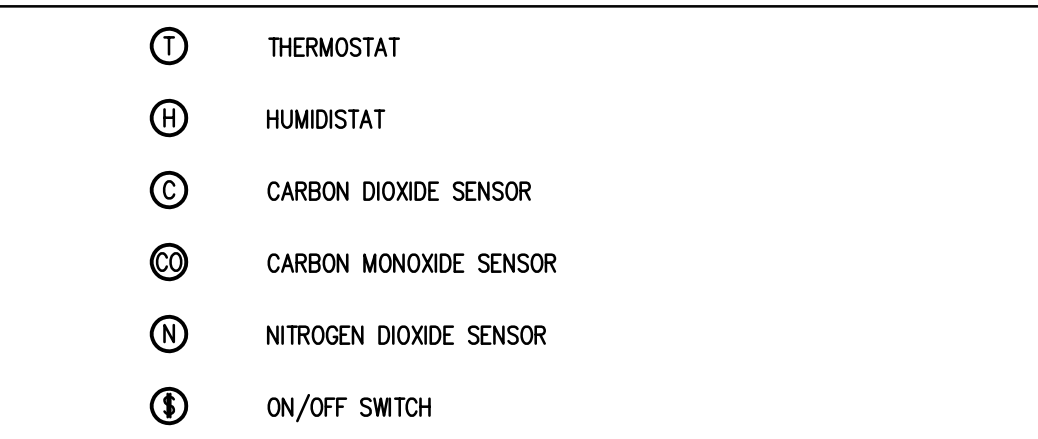 T THERMOSTAT
H HUMIDISTAT
C CARBON DIOXIDE SENSOR
CO CARBON MONOXIDE SENSOR
N NITROGEN DIOXIDE SENSOR
$ ON/OFF SWITCH